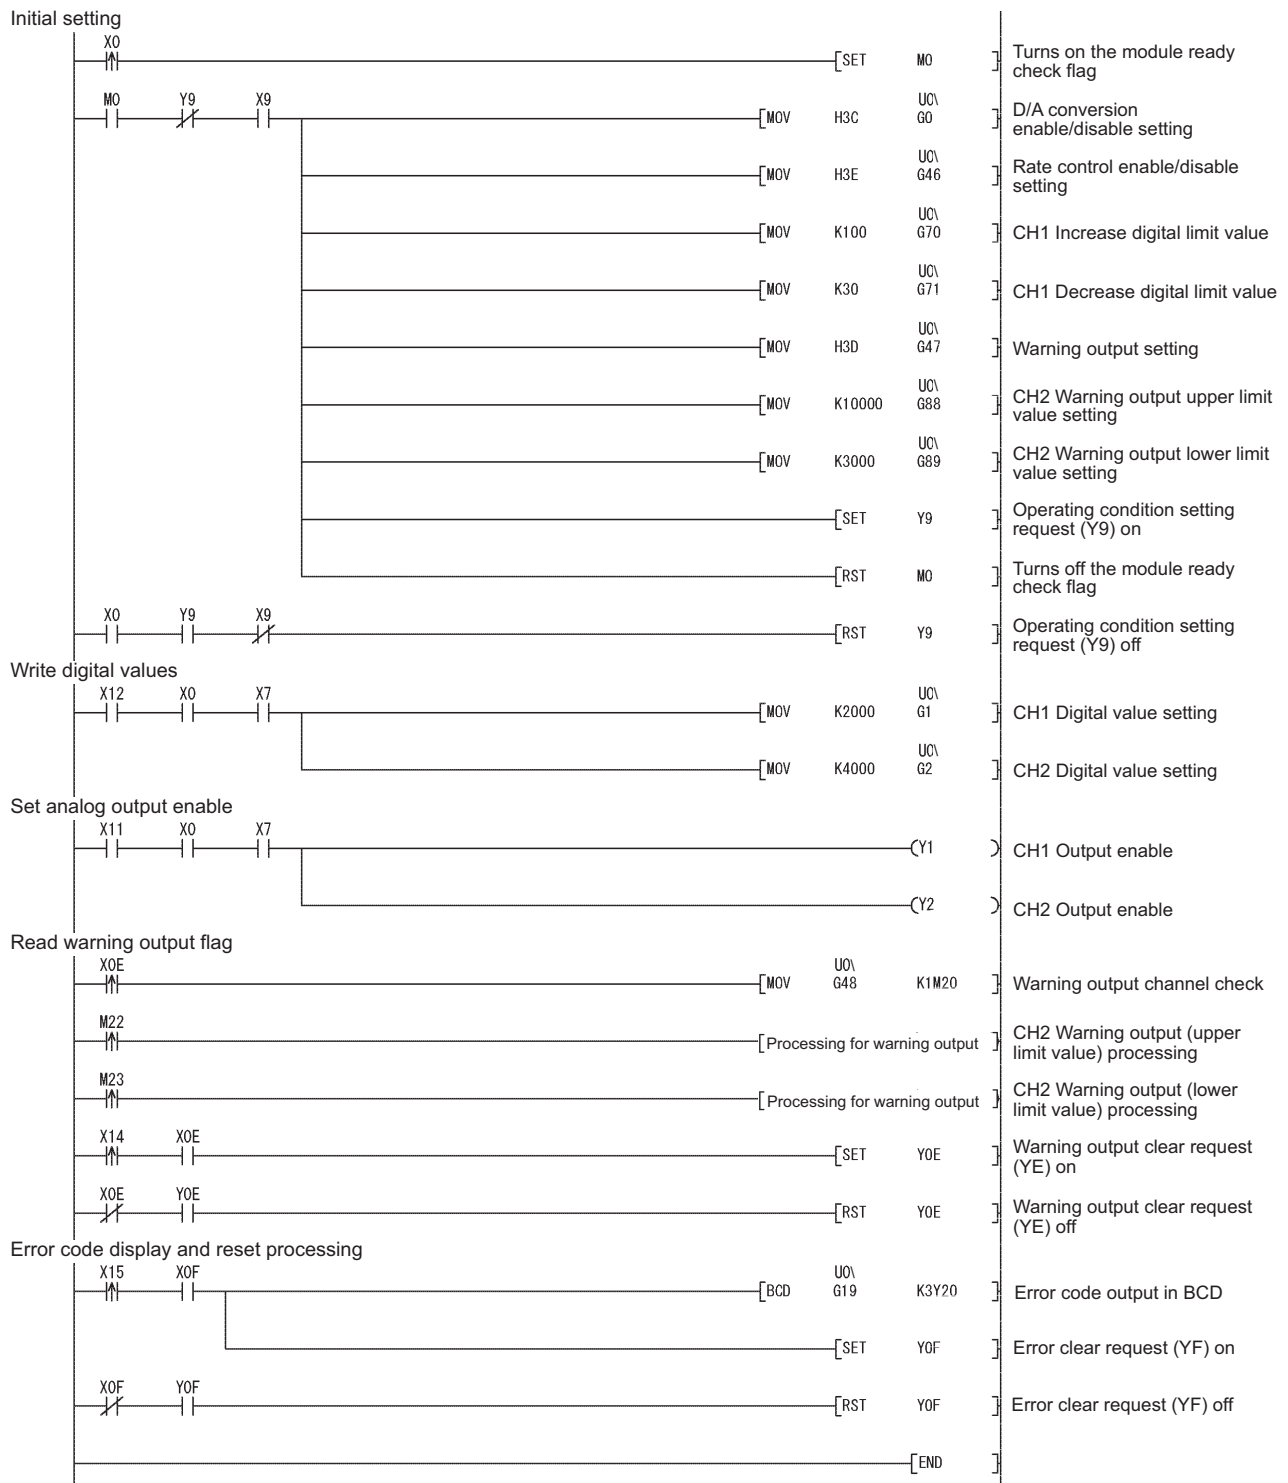 Initial setting
X0
SET M0
Turns on the module ready
check flag
M0 Y9 X9
U0\
MOV H3C G0
D/A conversion
enable/disable setting
U0\
MOV H3E G46
Rate control enable/disable
setting
U0\
MOV K100 G70
CH1 Increase digital limit value
U0\
MOV K30 G71
CH1 Decrease digital limit value
U0\
MOV H3D G47
Warning output setting
U0\
MOV K10000 G88
CH2 Warning output upper limit
value setting
U0\
MOV K3000 G89
CH2 Warning output lower limit
value setting
SET Y9
Operating condition setting
request (Y9) on
RST M0
Turns off the module ready
check flag
X0 Y9 X9
RST Y9
Operating condition setting
request (Y9) off
Write digital values
X12 X0 X7
U0\
MOV K2000 G1
CH1 Digital value setting
U0\
MOV K4000 G2
CH2 Digital value setting
Set analog output enable
X11 X0 X7
Y1
CH1 Output enable
Y2
CH2 Output enable
Read warning output flag
X0E
U0\
MOV G48 K1M20
Warning output channel check
M22
Processing for warning output
CH2 Warning output (upper
limit value) processing
M23
Processing for warning output
CH2 Warning output (lower
limit value) processing
X14 X0E
SET Y0E
Warning output clear request
(YE) on
X0E Y0E
RST Y0E
Warning output clear request
(YE) off
Error code display and reset processing
X15 X0F
U0\
BCD G19 K3Y20
Error code output in BCD
SET Y0F
Error clear request (YF) on
X0F Y0F
RST Y0F
Error clear request (YF) off
END